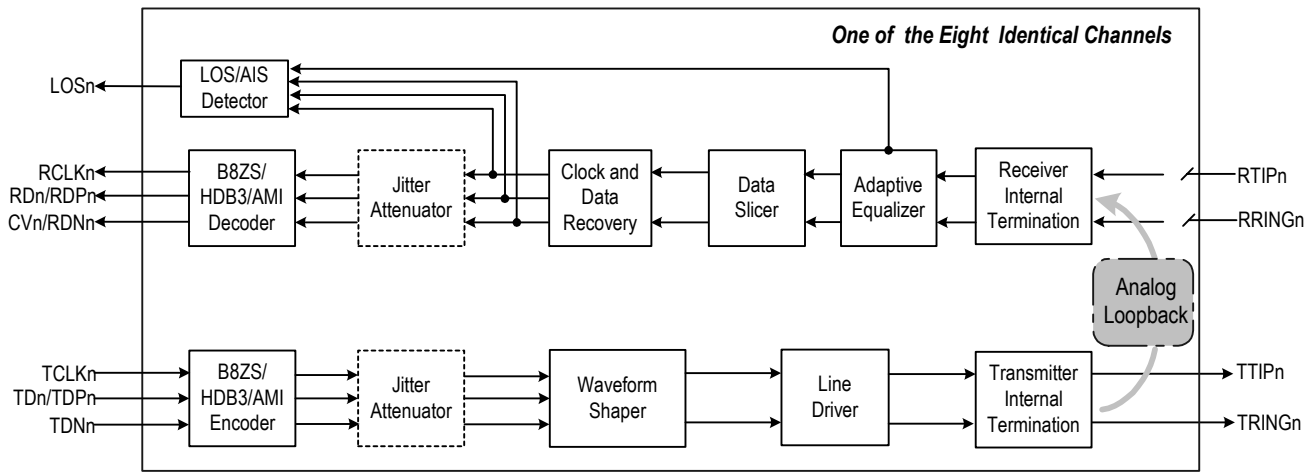 One of the Eight Identical Channels
LOSn
LOS/AIS
Detector
RCLKn
RDn/RDPn
CVn/RDNn
B8ZS/
HDB3/AMI
Decoder
Jitter
Attenuator
Clock and
Data
Recovery
Data
Slicer
Adaptive
Equalizer
Receiver
Internal
Termination
RTIPn
RRINGn
Analog
Loopback
TCLKn
TDn/TDPn
TDNn
B8ZS/
HDB3/AMI
Encoder
Jitter
Attenuator
Waveform
Shaper
Line
Driver
Transmitter
Internal
Termination
TTIPn
TRINGn